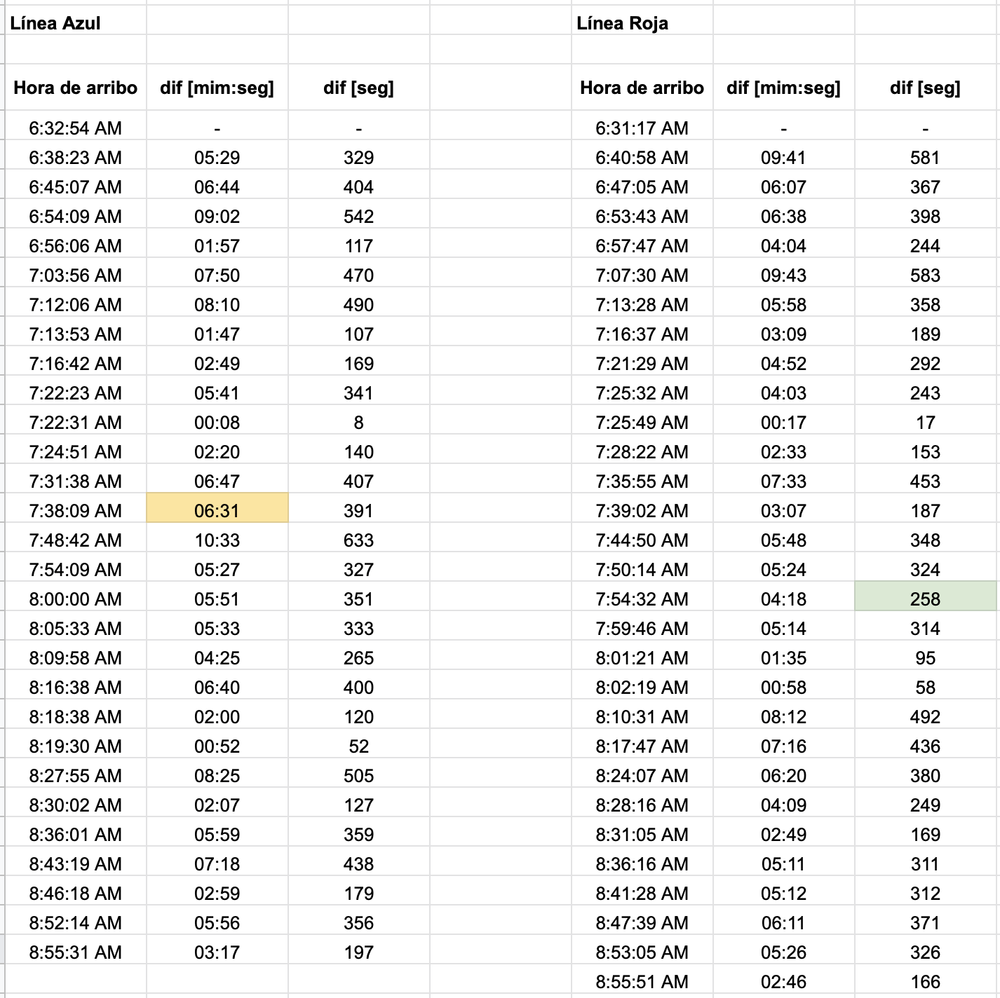 Línea Azul Línea Roja
Hora de arribo dif [mim:seg] dif [seg] Hora de arribo dif [mim:seg] dif [seg]
6:32:54 AM - - 6:31:17 AM - -
6:38:23 AM 05:29 329 6:40:58 AM 09:41 581
6:45:07 AM 06:44 404 6:47:05 AM 06:07 367
6:54:09 AM 09:02 542 6:53:43 AM 06:38 398
6:56:06 AM 01:57 117 6:57:47 AM 04:04 244
7:03:56 AM 07:50 470 7:07:30 AM 09:43 583
7:12:06 AM 08:10 490 7:13:28 AM 05:58 358
7:13:53 AM 01:47 107 7:16:37 AM 03:09 189
7:16:42 AM 02:49 169 7:21:29 AM 04:52 292
7:22:23 AM 05:41 341 7:25:32 AM 04:03 243
7:22:31 AM 00:08 8 7:25:49 AM 00:17 17
7:24:51 AM 02:20 140 7:28:22 AM 02:33 153
7:31:38 AM 06:47 407 7:35:55 AM 07:33 453
7:38:09 AM 06:31 391 7:39:02 AM 03:07 187
7:48:42 AM 10:33 633 7:44:50 AM 05:48 348
7:54:09 AM 05:27 327 7:50:14 AM 05:24 324
8:00:00 AM 05:51 351 7:54:32 AM 04:18 258
8:05:33 AM 05:33 333 7:59:46 AM 05:14 314
8:09:58 AM 04:25 265 8:01:21 AM 01:35 95
8:16:38 AM 06:40 400 8:02:19 AM 00:58 58
8:18:38 AM 02:00 120 8:10:31 AM 08:12 492
8:19:30 AM 00:52 52 8:17:47 AM 07:16 436
8:27:55 AM 08:25 505 8:24:07 AM 06:20 380
8:30:02 AM 02:07 127 8:28:16 AM 04:09 249
8:36:01 AM 05:59 359 8:31:05 AM 02:49 169
8:43:19 AM 07:18 438 8:36:16 AM 05:11 311
8:46:18 AM 02:59 179 8:41:28 AM 05:12 312
8:52:14 AM 05:56 356 8:47:39 AM 06:11 371
8:55:31 AM 03:17 197 8:53:05 AM 05:26 326
8:55:51 AM 02:46 166